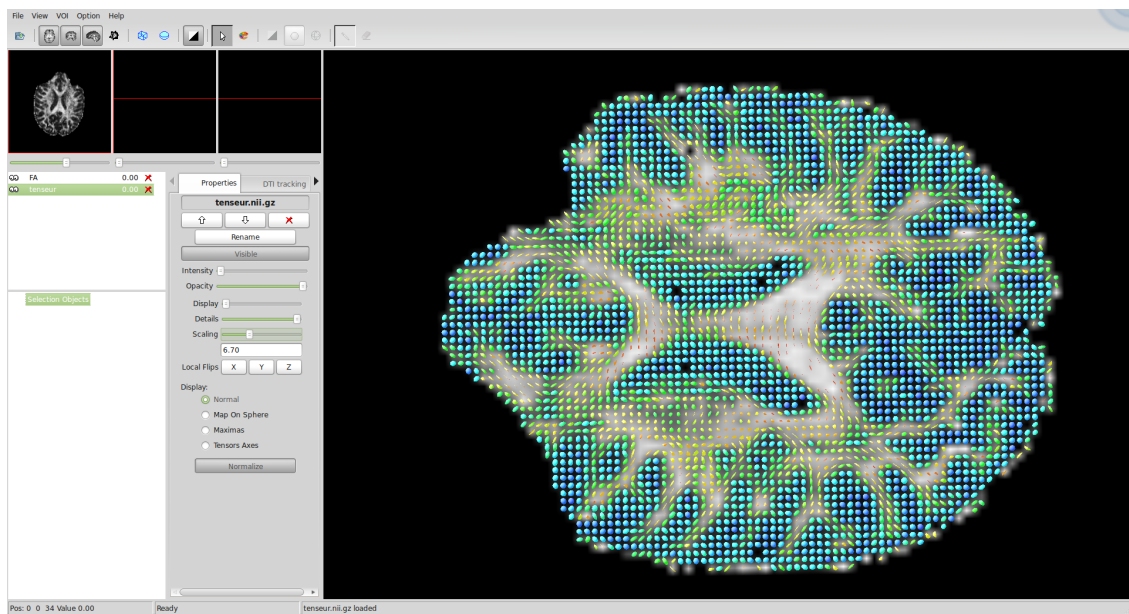 File View VOI Option Help
FA 0.00
tenseur 0.00
Properties DTI tracking
tenseur.nii.gz
Rename
Visible
Intensity
Opacity
Display
Details
Scaling
6.70
Local Flips X Y Z
Display:
Normal
Map On Sphere
Maximas
Tensors Axes
Normalize
Selection Objects
Pos: 0 0 34 Value 0.00 Ready tenseur.nii.gz loaded